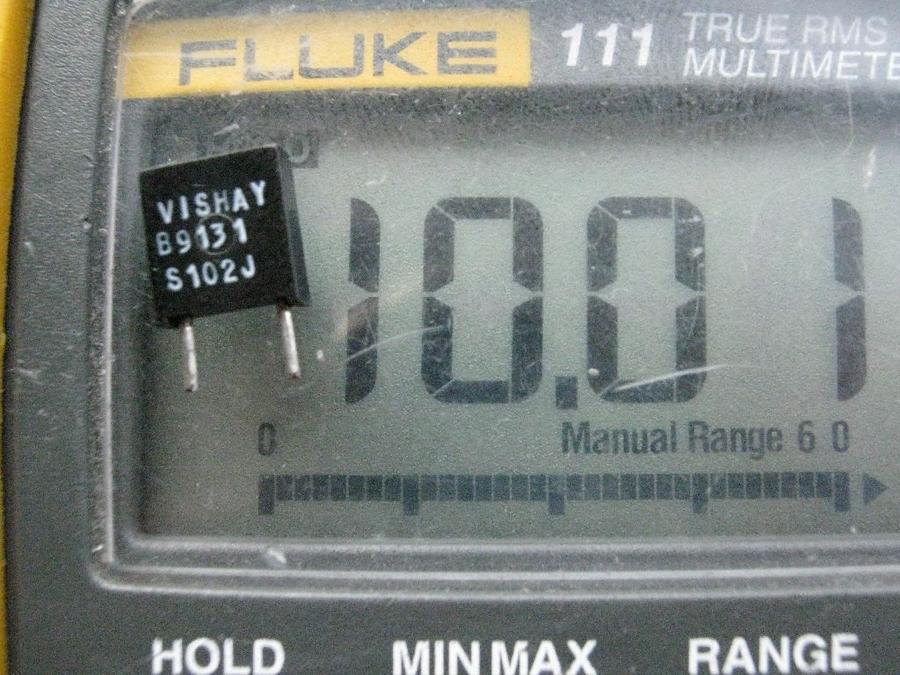 FLUKE 111 TRUE RMS
MULTIMETE
VISHAY
B9131
S102J
10.01
0 Manual Range 6 0
HOLD MIN MAX RANGE